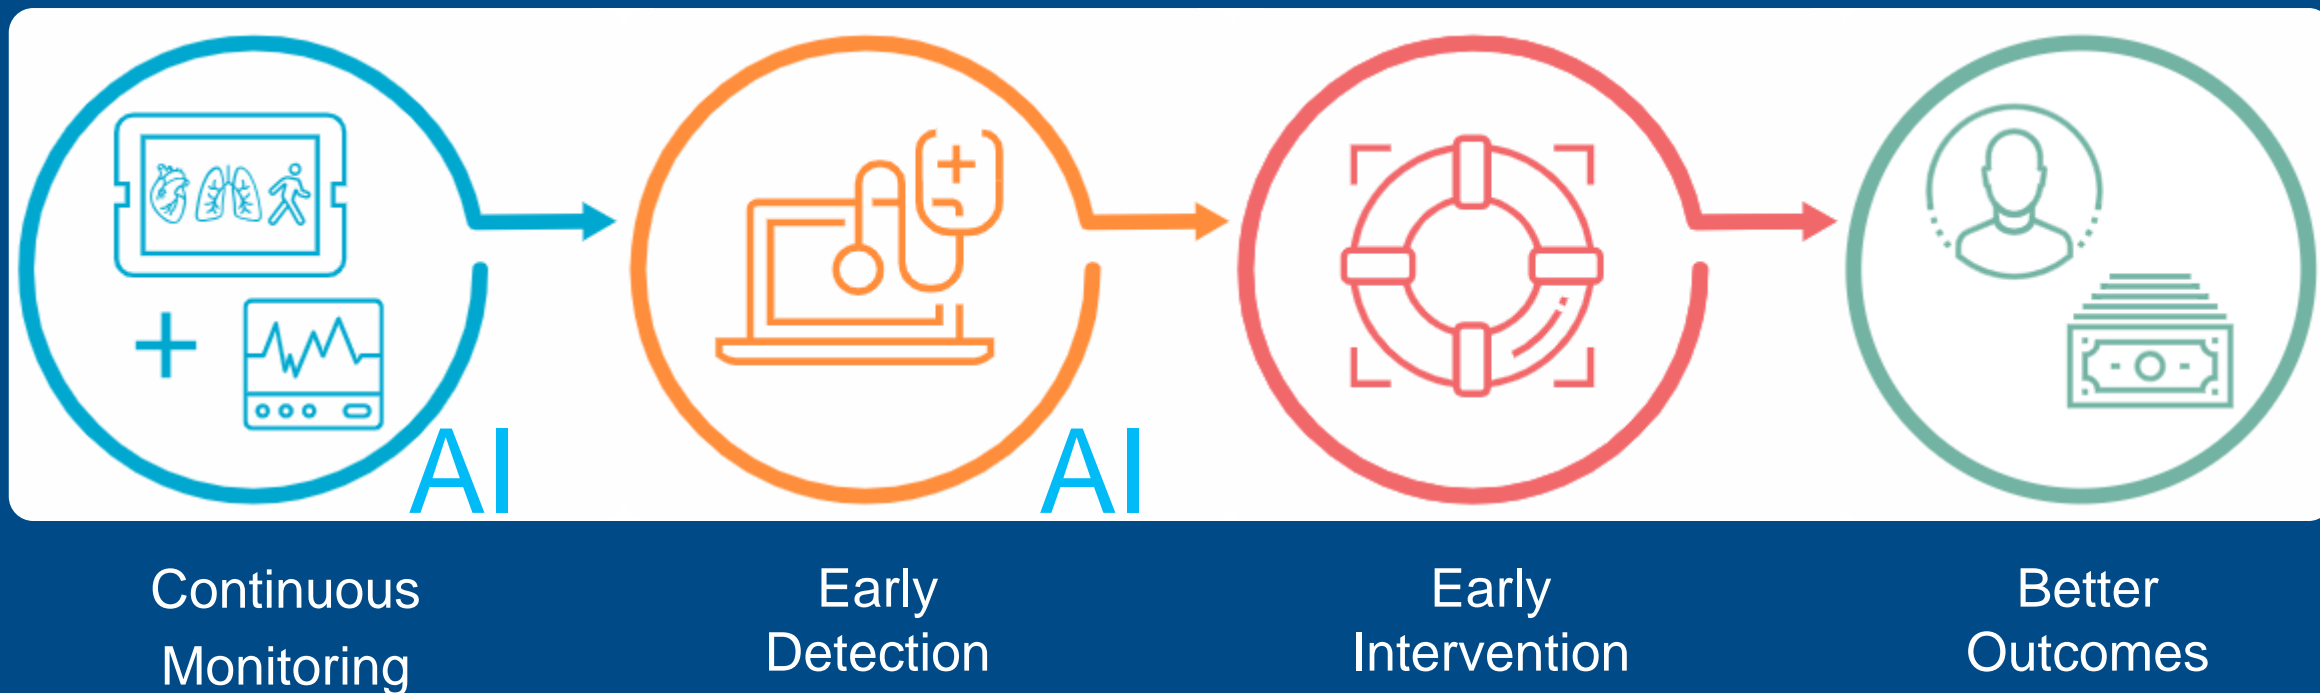 AI
AI
Continuous
Monitoring
Early
Detection
Early
Intervention
Better
Outcomes